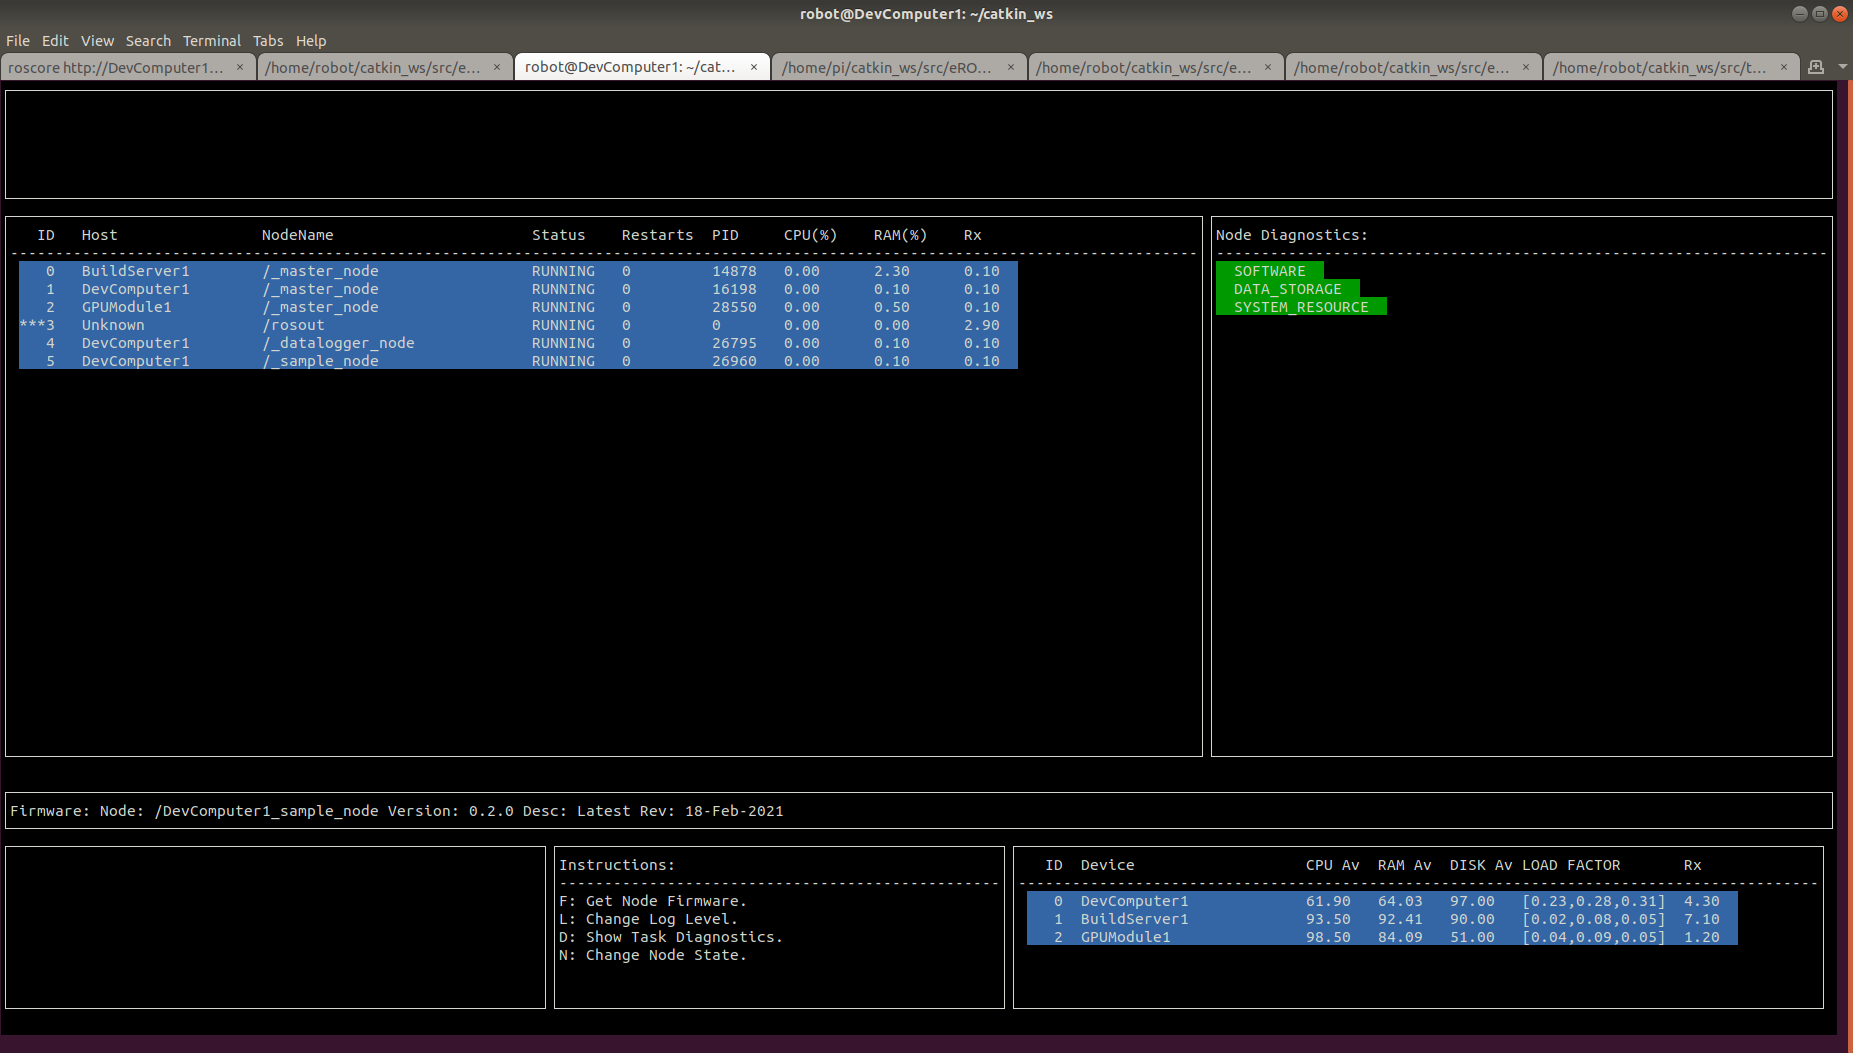 robot@DevComputer1: ~/catkin_ws
File Edit View Search Terminal Tabs Help
roscore http://DevComputer1... × /home/robot/catkin_ws/src/e... × robot@DevComputer1: ~/cat... × /home/pi/catkin_ws/src/eRO... × /home/robot/catkin_ws/src/e... × /home/robot/catkin_ws/src/e... × /home/robot/catkin_ws/src/t... ×
ID Host NodeName Status Restarts PID CPU(%) RAM(%) Rx
0 BuildServer1 /_master_node RUNNING 0 14878 0.00 2.30 0.10
1 DevComputer1 /_master_node RUNNING 0 16198 0.00 0.10 0.10
2 GPUModule1 /_master_node RUNNING 0 28550 0.00 0.50 0.10
***3 Unknown /rosout RUNNING 0 0 0.00 0.00 2.90
4 DevComputer1 /_datalogger_node RUNNING 0 26795 0.00 0.10 0.10
5 DevComputer1 /_sample_node RUNNING 0 26960 0.00 0.10 0.10
Node Diagnostics:
SOFTWARE
DATA_STORAGE
SYSTEM_RESOURCE
Firmware: Node: /DevComputer1_sample_node Version: 0.2.0 Desc: Latest Rev: 18-Feb-2021
Instructions:
F: Get Node Firmware.
L: Change Log Level.
D: Show Task Diagnostics.
N: Change Node State.
ID Device CPU Av RAM Av DISK Av LOAD FACTOR Rx
0 DevComputer1 61.90 64.03 97.00 [0.23,0.28,0.31] 4.30
1 BuildServer1 93.50 92.41 90.00 [0.02,0.08,0.05] 7.10
2 GPUModule1 98.50 84.09 51.00 [0.04,0.09,0.05] 1.20